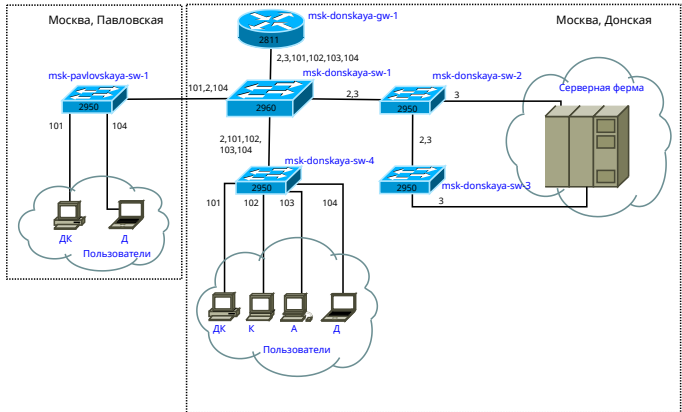 Москва, Павловская
msk-donskaya-gw-1
Москва, Донская
2811
2,3,101,102,103,104
msk-pavlovskaya-sw-1
msk-donskaya-sw-1
msk-donskaya-sw-2
Серверная ферма
101,2,104
2,3
3
2950
2960
2950
101
104
2,101,102,
103,104
2,3
msk-donskaya-sw-4
2950
2950
msk-donskaya-sw-3
101
102
103
104
3
ДК
Д
Пользователи
ДК
К
А
Д
Пользователи